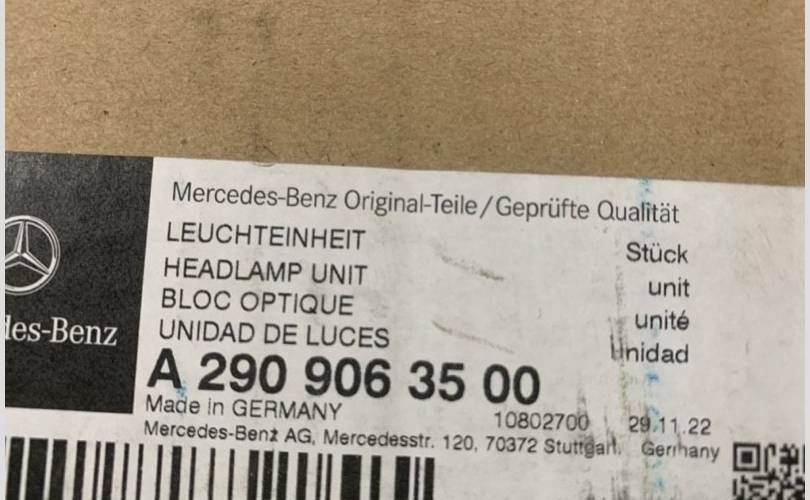 Mercedes-Benz Original-Teile/Geprüfte Qualität
LEUCHTEINHEIT Stück
HEADLAMP UNIT unit
BLOC OPTIQUE unité
UNIDAD DE LUCES Unidad
des-Benz
A 290 906 35 00
Made in GERMANY 10802700 29.11.22
Mercedes-Benz AG, Mercedesstr. 120, 70372 Stuttgart, Germany